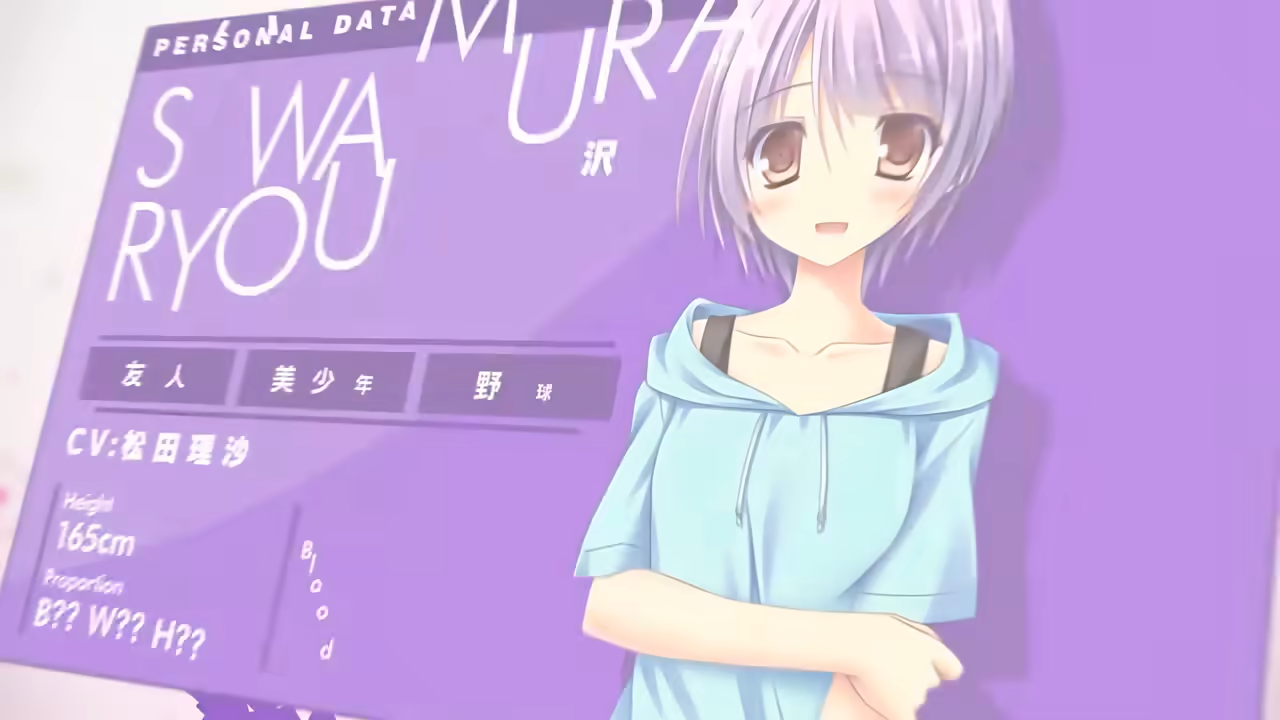 PERSONAL DATA
S WA
MURA
RYOU
沢
友人 美少年 野球
CV:松田理沙
Height
165cm
Proportion
B?? W?? H??
Blood